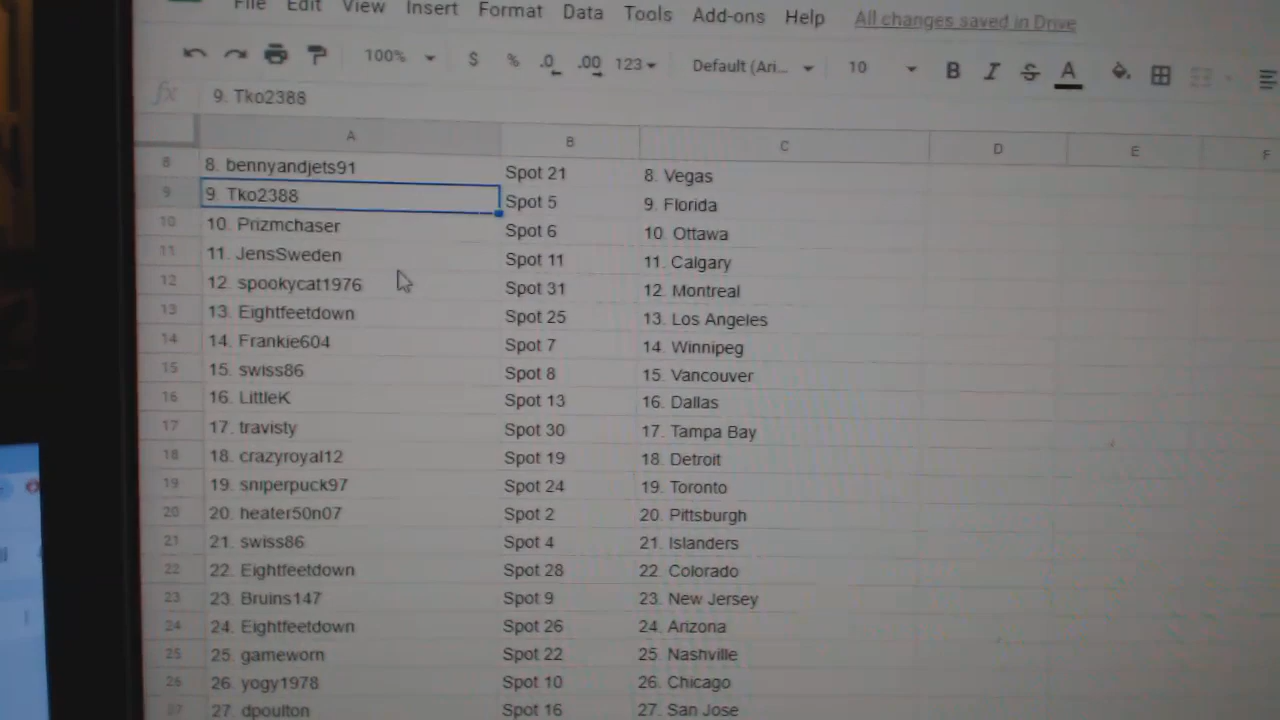 File Edit View Insert Format Data Tools Add-ons Help All changes saved in Drive
100% $ % .0 .00 123 Default (Ari... 10 B I S A
fx 9. Tko2388
A B C D E F
8 8. bennyandjets91 Spot 21 8. Vegas
9 9. Tko2388 Spot 5 9. Florida
10 10. Prizmchaser Spot 6 10. Ottawa
11 11. JensSweden Spot 11 11. Calgary
12 12. spookycat1976 Spot 31 12. Montreal
13 13. Eightfeetdown Spot 25 13. Los Angeles
14 14. Frankie604 Spot 7 14. Winnipeg
15 15. swiss86 Spot 8 15. Vancouver
16 16. LittleK Spot 13 16. Dallas
17 17. travisty Spot 30 17. Tampa Bay
18 18. crazyroyal12 Spot 19 18. Detroit
19 19. sniperpuck97 Spot 24 19. Toronto
20 20. heater50n07 Spot 2 20. Pittsburgh
21 21. swiss86 Spot 4 21. Islanders
22 22. Eightfeetdown Spot 28 22. Colorado
23 23. Bruins147 Spot 9 23. New Jersey
24 24. Eightfeetdown Spot 26 24. Arizona
25 25. gameworn Spot 22 25. Nashville
26 26. yogy1978 Spot 10 26. Chicago
27 27. dpoulton Spot 16 27. San Jose